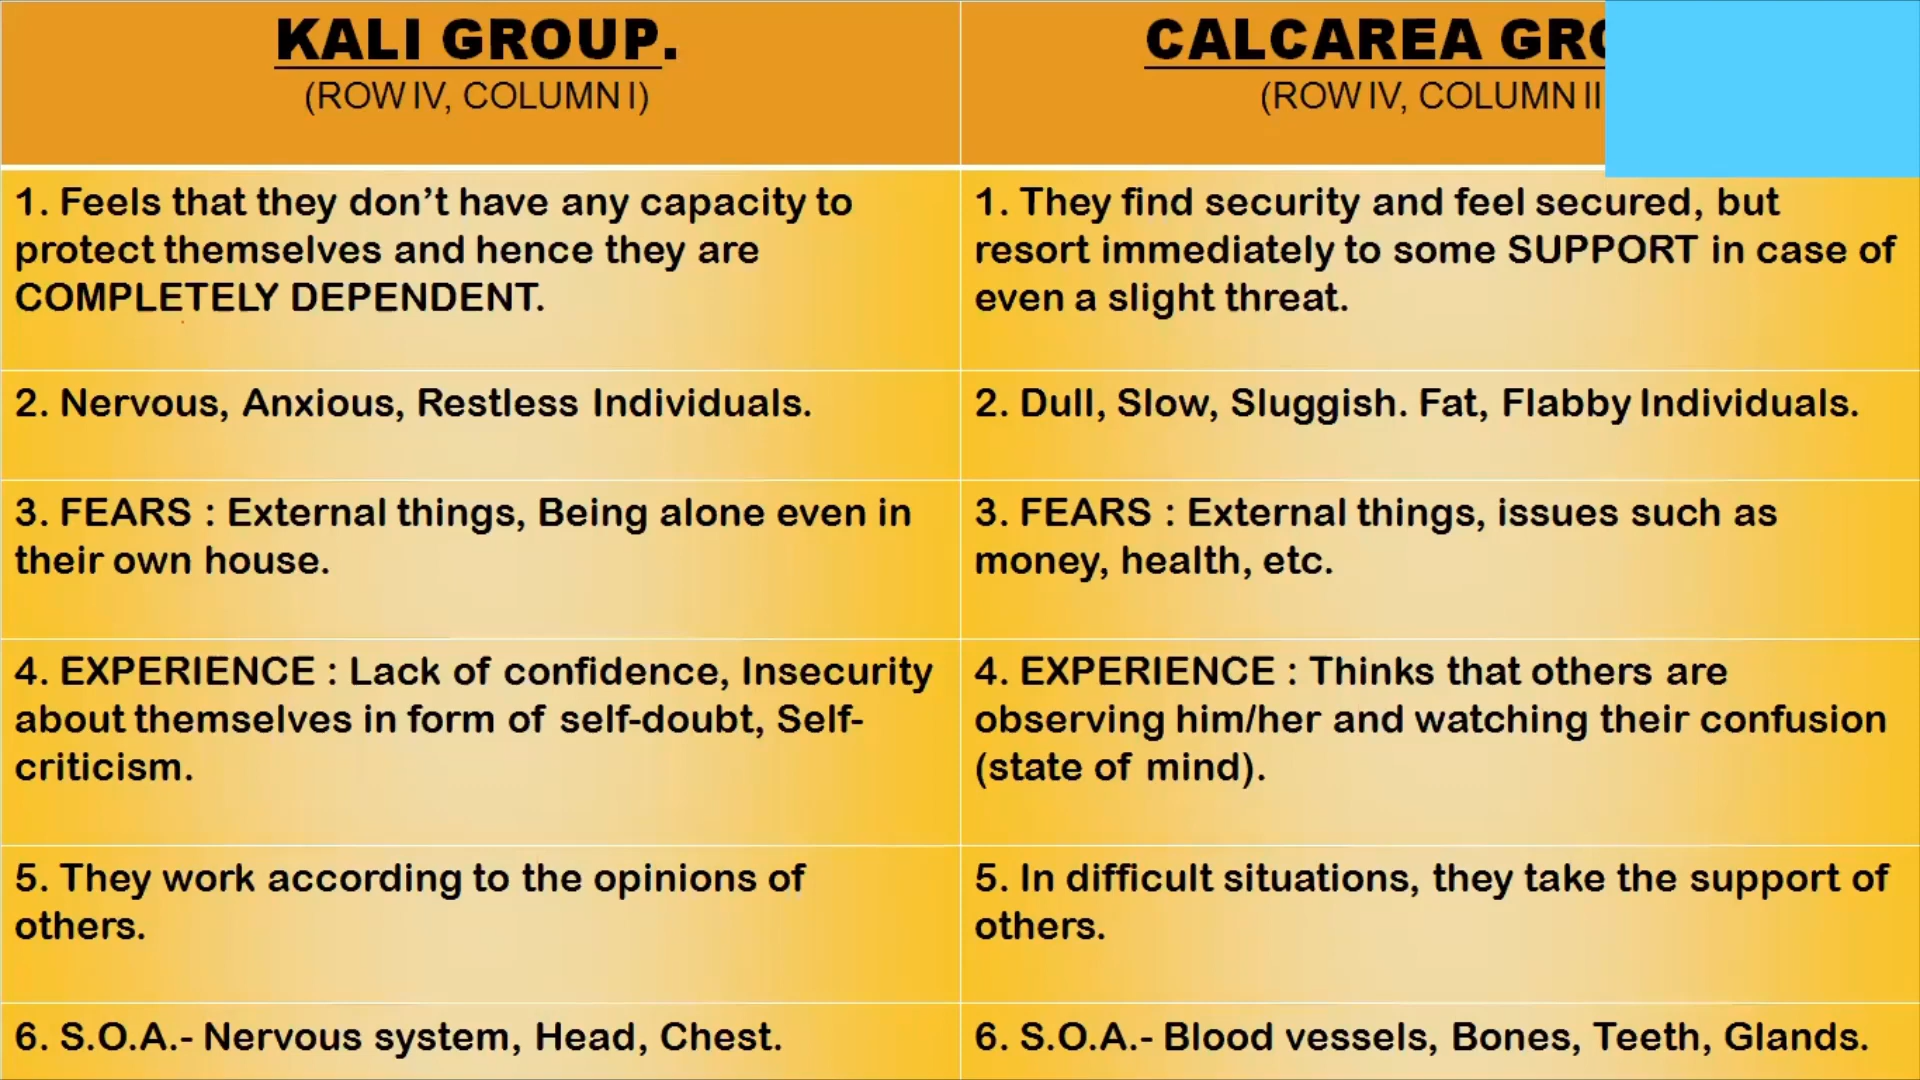 KALI GROUP.
(ROW IV, COLUMN I)
CALCAREA
(ROW IV, COLUMN II
1. Feels that they don't have any capacity to
protect themselves and hence they are
COMPLETELY DEPENDENT.
1. They find security and feel secured, but
resort immediately to some SUPPORT in case of
even a slight threat.
2. Nervous, Anxious, Restless Individuals.
2. Dull, Slow, Sluggish. Fat, Flabby Individuals.
3. FEARS : External things, Being alone even in
their own house.
3. FEARS : External things, issues such as
money, health, etc.
4. EXPERIENCE : Lack of confidence, Insecurity
about themselves in form of self-doubt, Self-
criticism.
4. EXPERIENCE : Thinks that others are
observing him/her and watching their confusion
(state of mind).
5. They work according to the opinions of
others.
5. In difficult situations, they take the support of
others.
6. S.O.A.- Nervous system, Head, Chest.
6. S.O.A.- Blood vessels, Bones, Teeth, Glands.